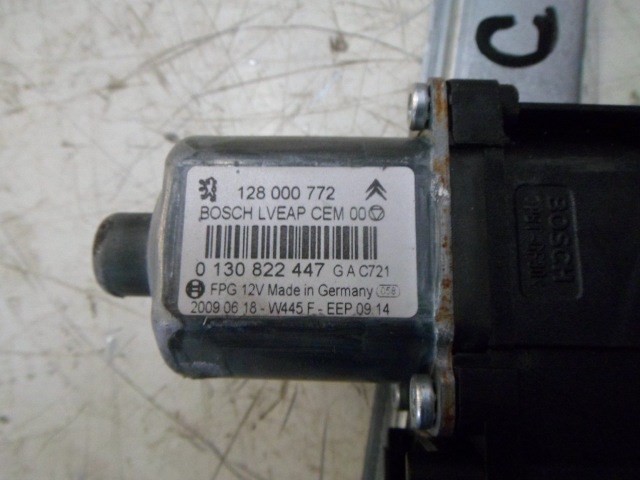 C
128 000 772
BOSCH LVEAP CEM 00
0 130 822 447 G A C721
FPG 12V Made in Germany 058
2009 06 18 - W445 F - EEP.09.14
BOSCH